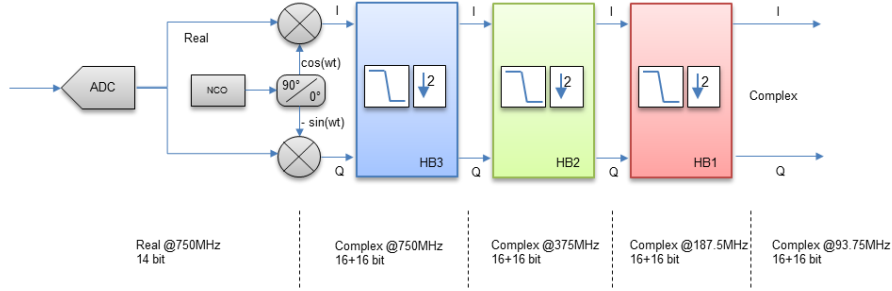 I
I
I
I
Real
cos(wt)
ADC
NCO
90°
0°
2
2
2
Complex
- sin(wt)
HB3
HB2
HB1
Q
Q
Q
Q
Real @750MHz
14 bit
Complex @750MHz
16+16 bit
Complex @375MHz
16+16 bit
Complex @187.5MHz
16+16 bit
Complex @93.75MHz
16+16 bit